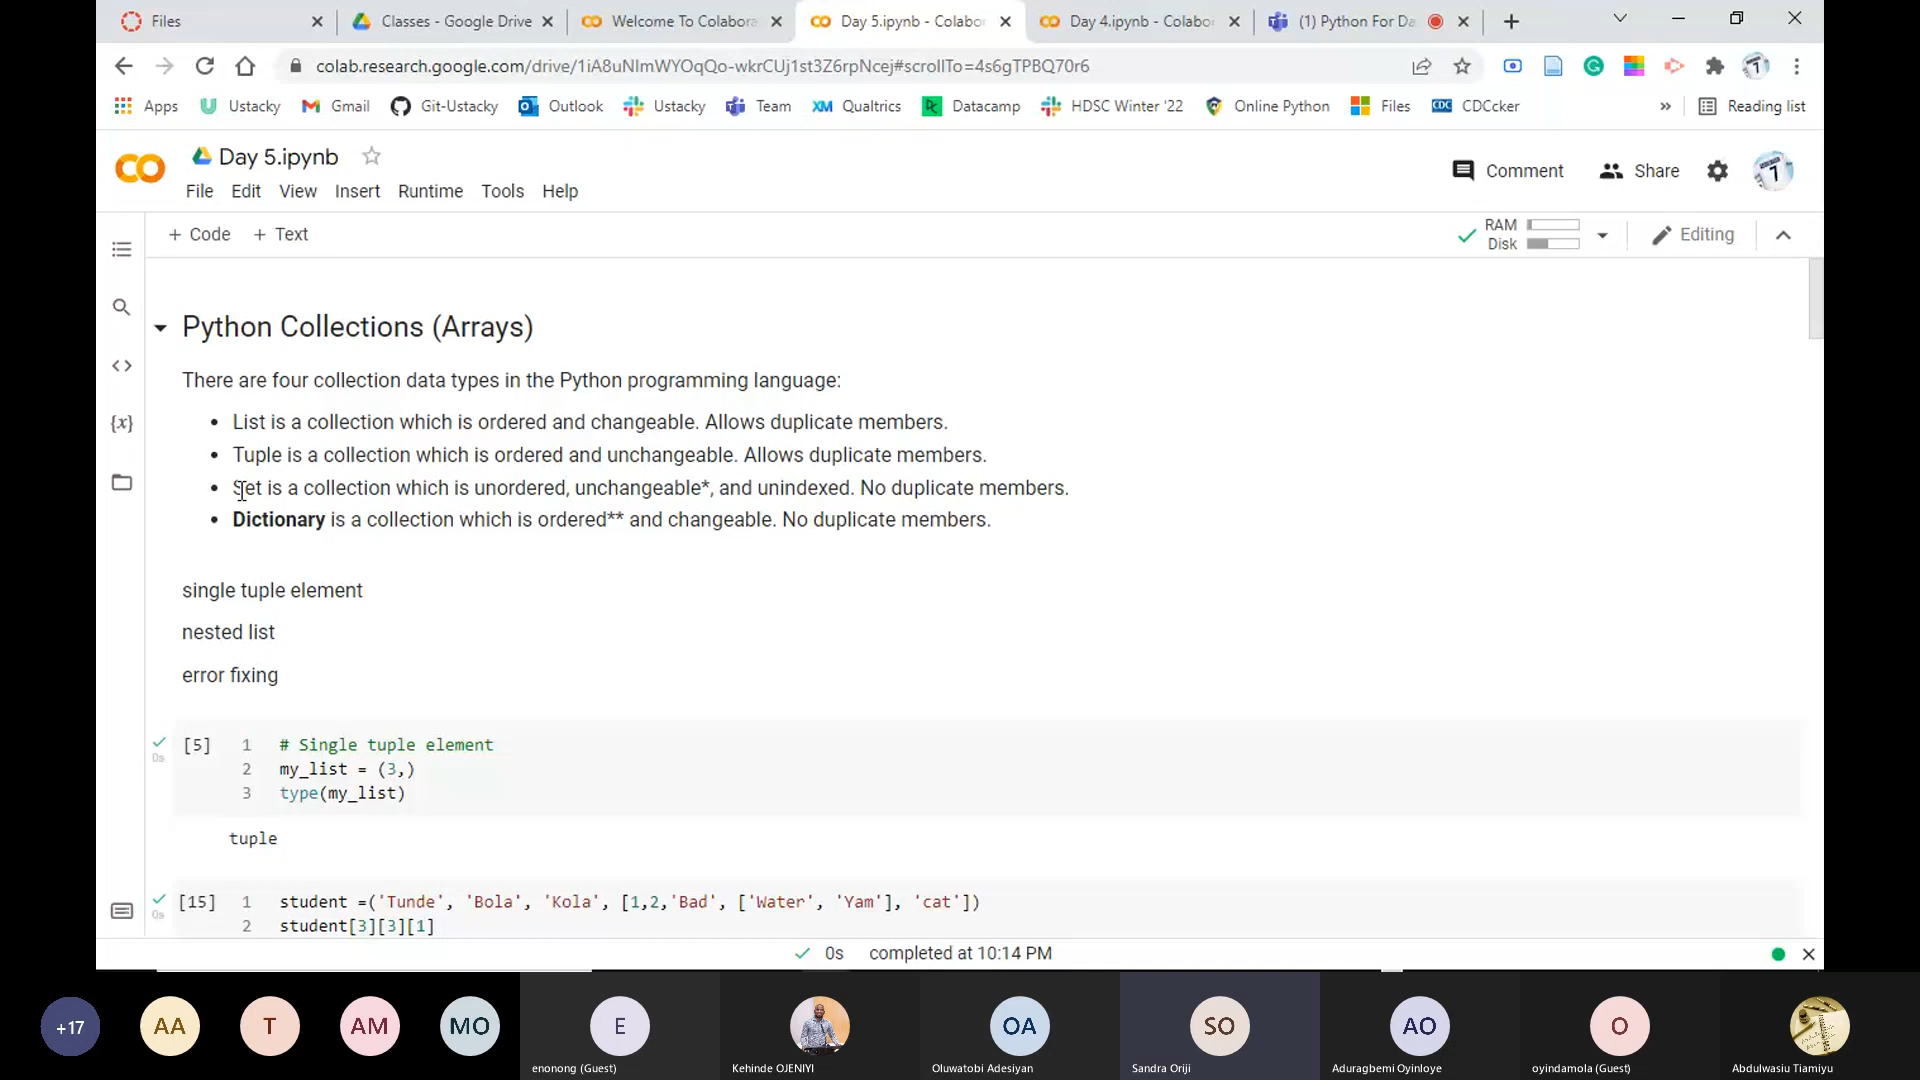 Files
Classes - Google Drive
Welcome To Colabora
Day 5.ipynb - Colabor
Day 4.ipynb - Colabor
(1) Python For Da
colab.research.google.com/drive/1iA8uNImWYOqQo-wkrCUj1st3Z6rpNcej#scrollTo=4s6gTPBQ70r6
Apps
Ustacky
Gmail
Git-Ustacky
Outlook
Ustacky
Team
XM Qualtrics
Datacamp
HDSC Winter '22
Online Python
Files
CDC CDCcker
»
Reading list
CO
Day 5.ipynb
Comment
Share
File Edit View Insert Runtime Tools Help
+ Code + Text
RAM
Disk
Editing
Python Collections (Arrays)
There are four collection data types in the Python programming language:
• List is a collection which is ordered and changeable. Allows duplicate members.
• Tuple is a collection which is ordered and unchangeable. Allows duplicate members.
• Set is a collection which is unordered, unchangeable*, and unindexed. No duplicate members.
• Dictionary is a collection which is ordered** and changeable. No duplicate members.
single tuple element
nested list
error fixing
[5] 1 # Single tuple element
2 my_list = (3,)
3 type(my_list)
0s
tuple
[15] 1 student =('Tunde', 'Bola', 'Kola', [1,2,'Bad', ['Water', 'Yam'], 'cat'])
2 student[3][3][1]
0s
{x}
0s completed at 10:14 PM
+17
AA
T
AM
MO
E
OA
SO
AO
O
enonong (Guest)
Kehinde OJENIYI
Oluwatobi Adesiyan
Sandra Oriji
Aduragbemi Oyinloye
oyindamola (Guest)
Abdulwasiu Tiamiyu